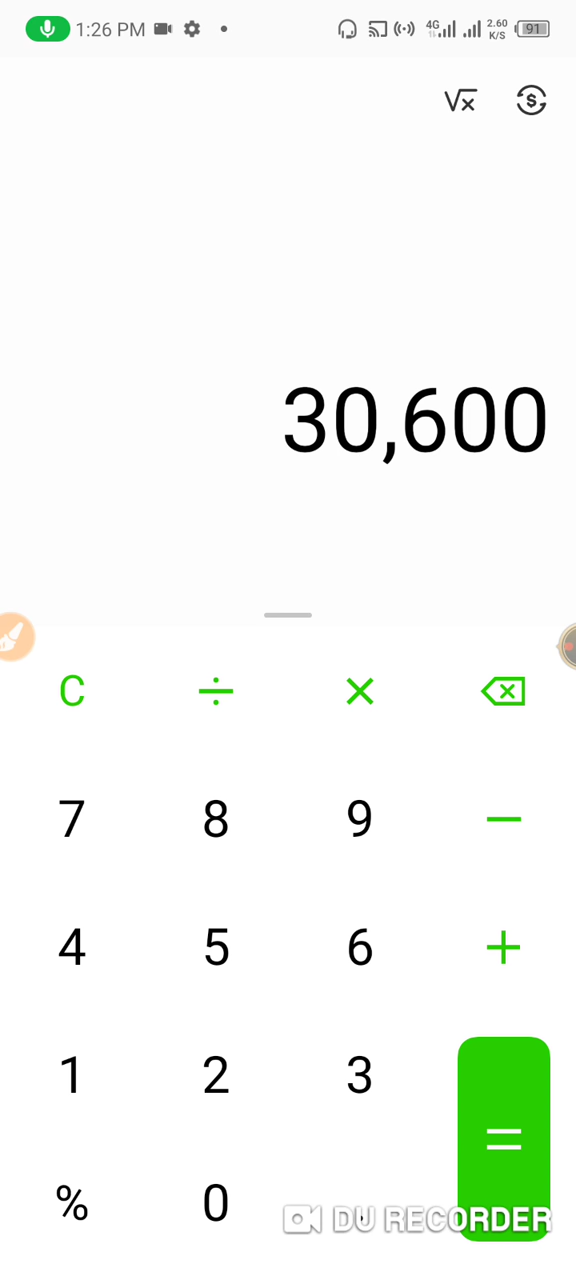 1:26 PM 4G 2.60 K/S 91
√x $
30,600
C ÷ ×
7 8 9 −
4 5 6 +
1 2 3
% 0 . =
DU RECORDER